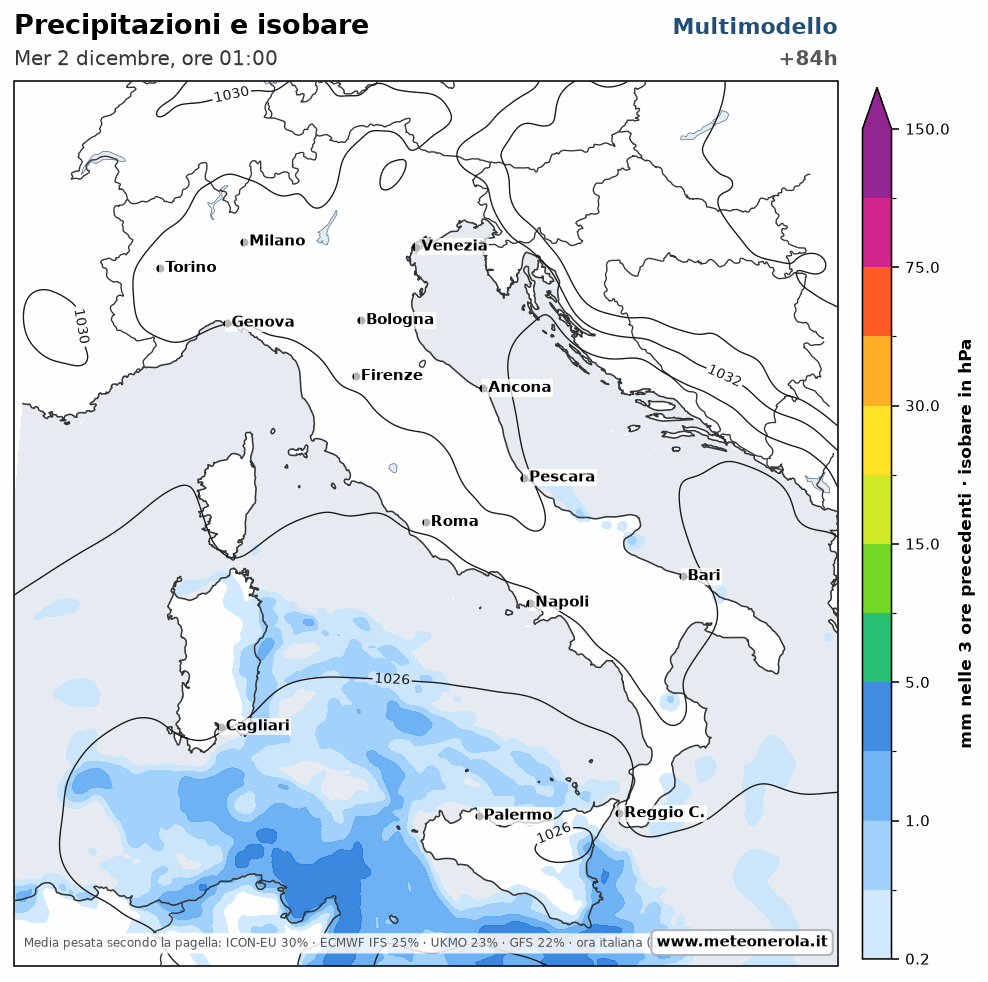 Precipitazioni e isobare
Multimodello
Mer 2 dicembre, ore 01:00
+84h
1030
150.0
Milano
Venezia
Torino
75.0
1030
Genova
Bologna
Firenze
1032
Ancona
30.0
Pescara
Roma
15.0
Bari
Napoli
1026
5.0
Cagliari
Palermo
Reggio C.
1.0
1026
Media pesata secondo la pagella: ICON-EU 30% · ECMWF IFS 25% · UKMO 23% · GFS 22% · ora italiana (
www.meteonerola.it
0.2
mm nelle 3 ore precedenti · isobare in hPa